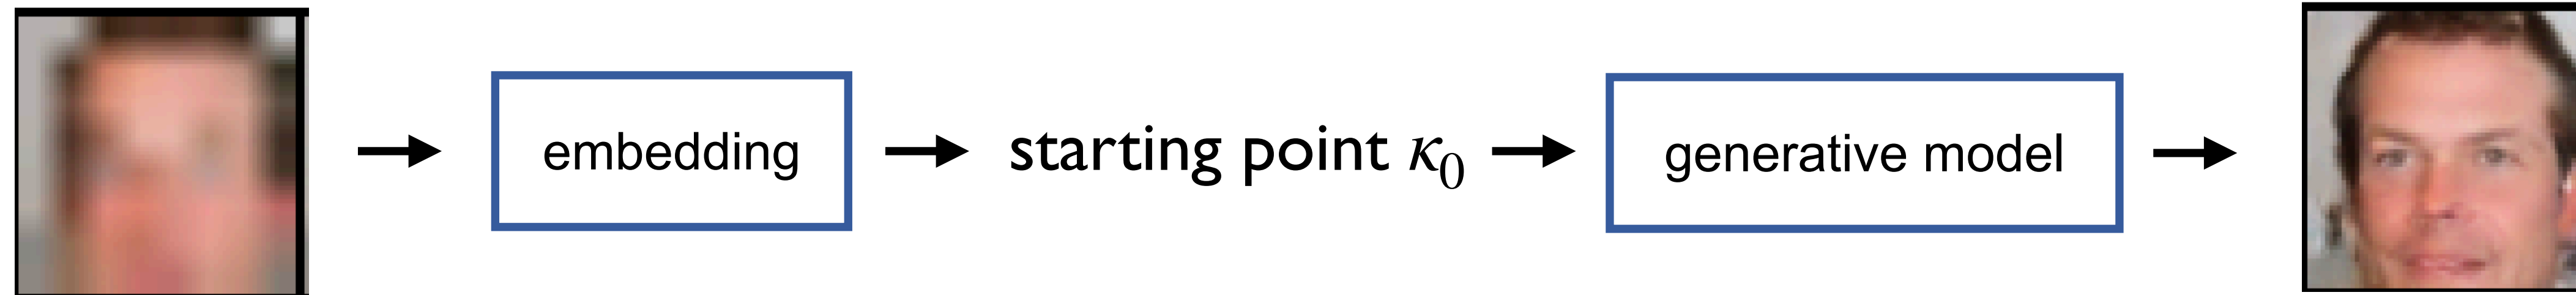 embedding
starting point κ₀
generative model